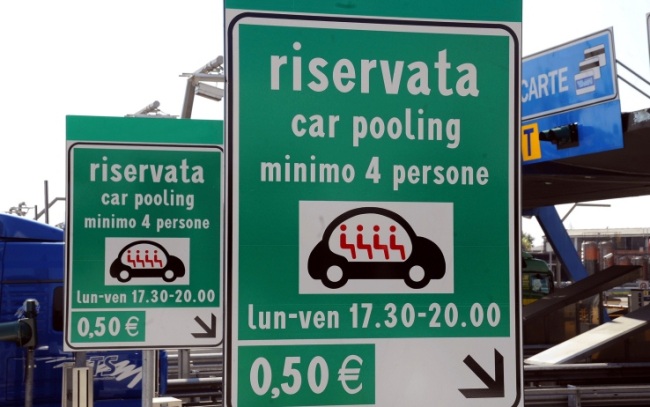 riservata
car pooling
minimo 4 persone
lun-ven 17.30-20.00
0,50 €
riservata
car pooling
minimo 4 persone
lun-ven 17.30-20.00
0,50 €
CARTE
T